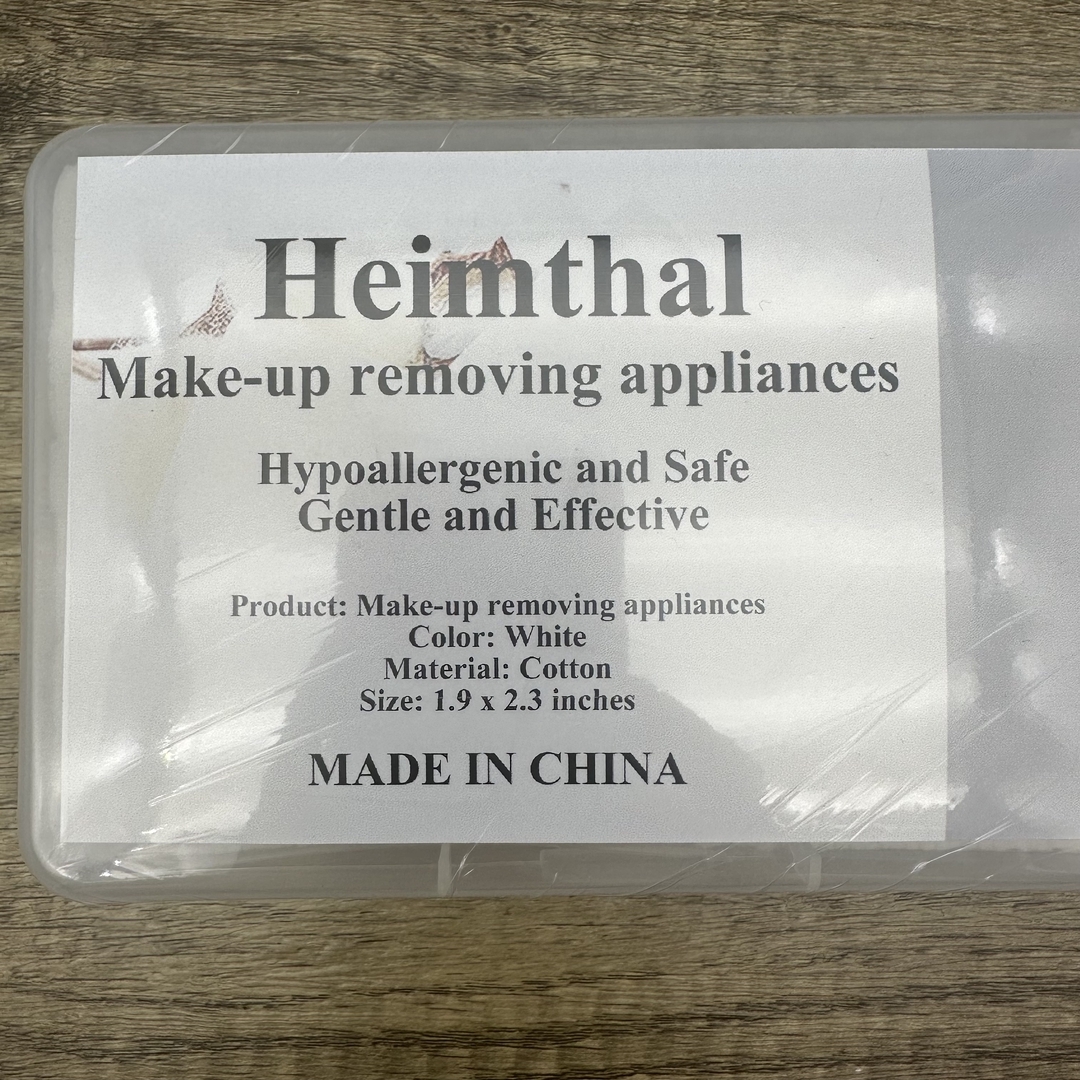 Heimthal
Make-up removing appliances
Hypoallergenic and Safe
Gentle and Effective
Product: Make-up removing appliances
Color: White
Material: Cotton
Size: 1.9 x 2.3 inches
MADE IN CHINA